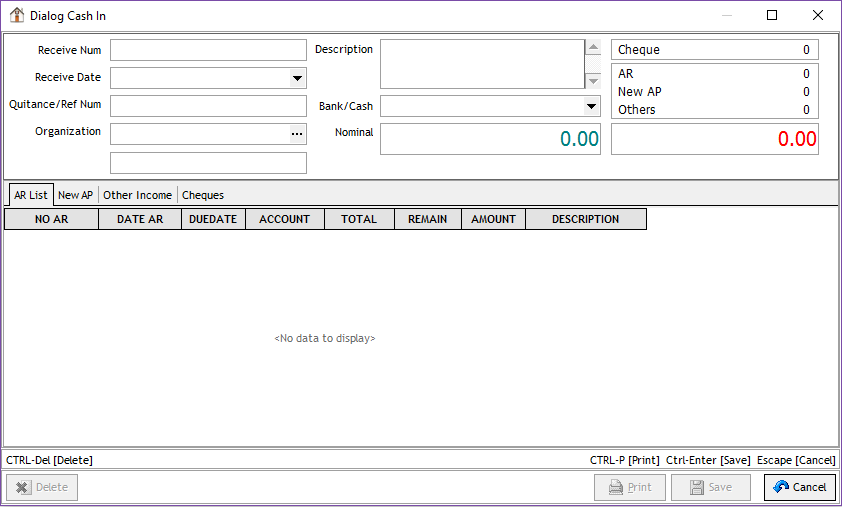 Dialog Cash In
Receive Num
Receive Date
Quitance/Ref Num
Organization
Description
Bank/Cash
Nominal
0.00
Cheque 0
AR 0
New AP 0
Others 0
0.00
AR List New AP Other Income Cheques
NO AR DATE AR DUEDATE ACCOUNT TOTAL REMAIN AMOUNT DESCRIPTION
<No data to display>
CTRL-Del [Delete] CTRL-P [Print] Ctrl-Enter [Save] Escape [Cancel]
Delete Print Save Cancel